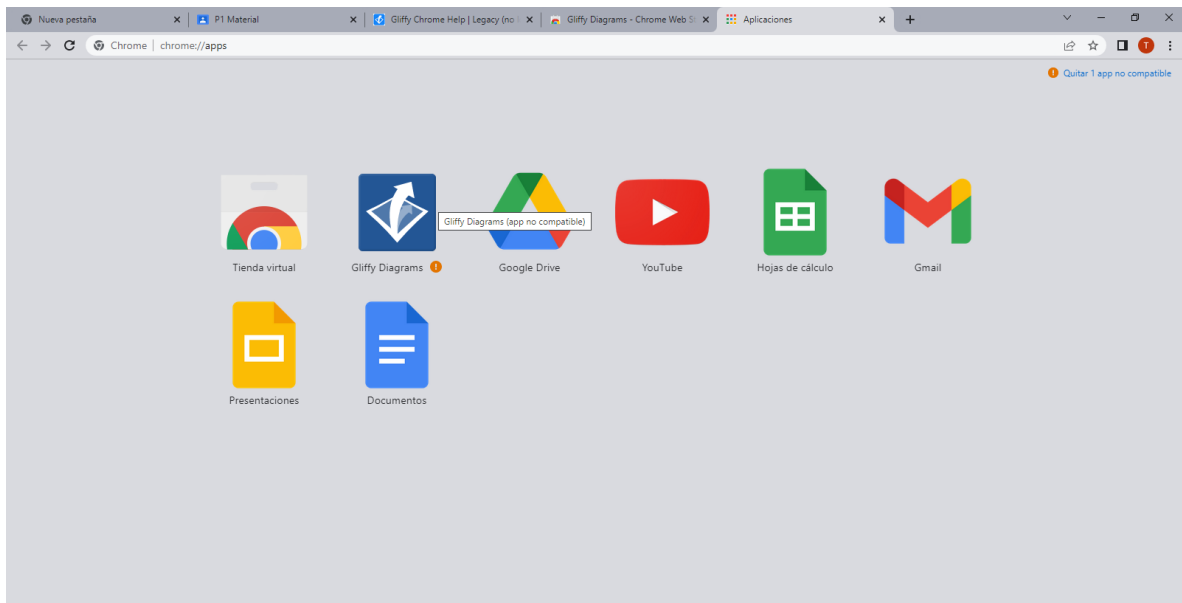 Nueva pestaña
P1 Material
Gliffy Chrome Help | Legacy (no
Gliffy Diagrams - Chrome Web S
Aplicaciones
Chrome | chrome://apps
T
Quitar 1 app no compatible
Gliffy Diagrams (app no compatible)
Tienda virtual
Gliffy Diagrams
Google Drive
YouTube
Hojas de cálculo
Gmail
Presentaciones
Documentos